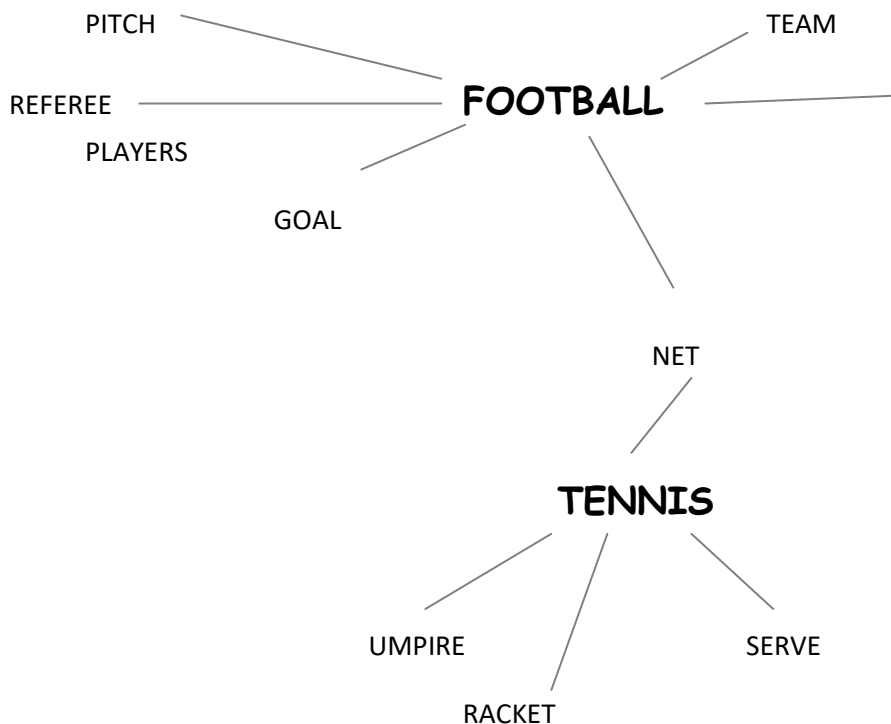 PITCH
TEAM
FOOTBALL
REFEREE
PLAYERS
GOAL
NET
TENNIS
UMPIRE
SERVE
RACKET